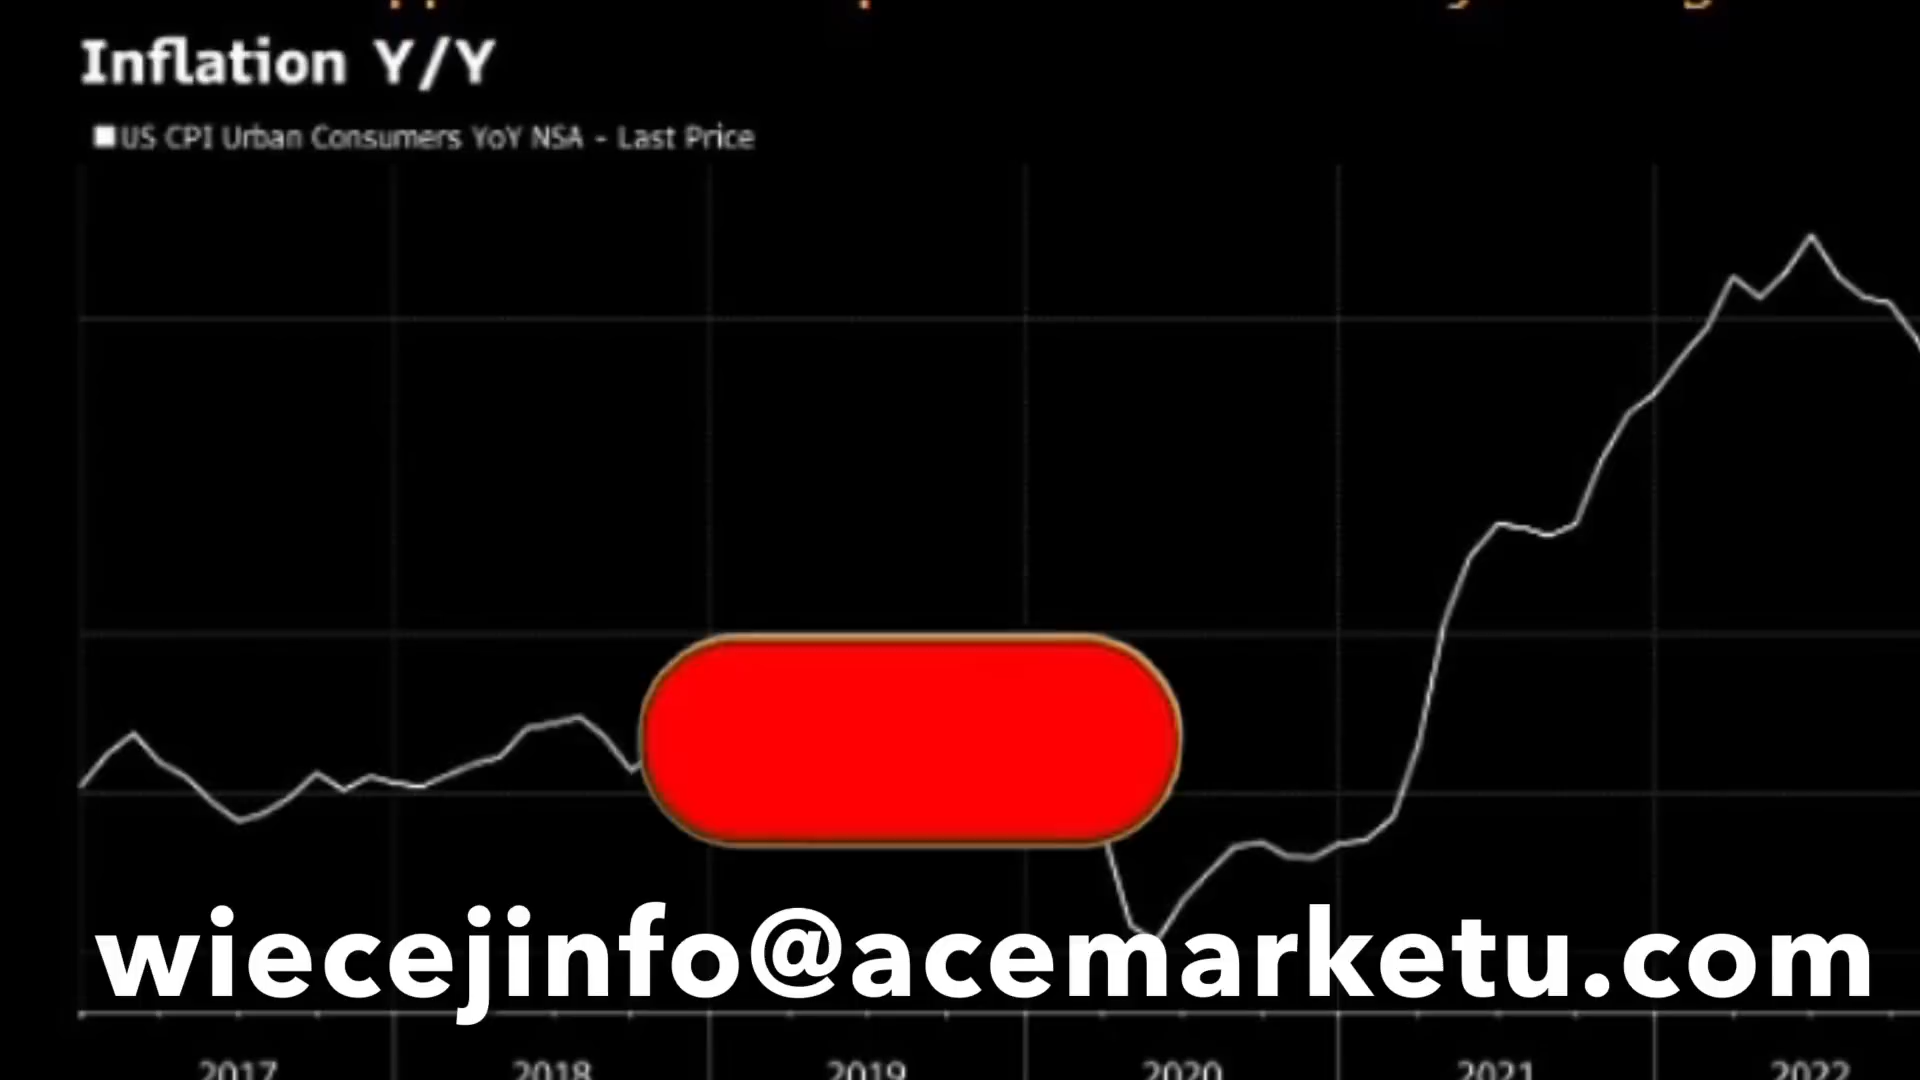 Inflation Y/Y
US CPI Urban Consumers YoY NSA - Last Price
wiecejinfo@acemarketu.com
2017 2018 2019 2020 2021 2022